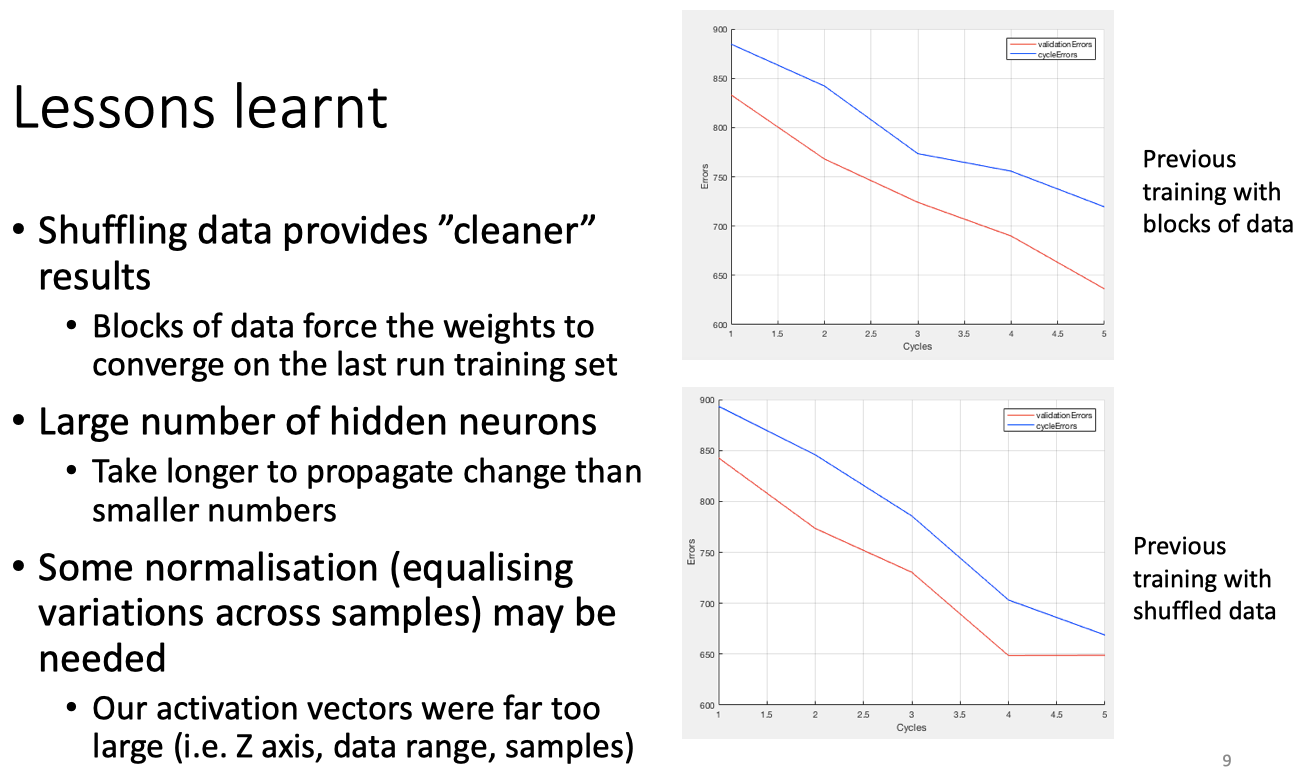 Lessons learnt
• Shuffling data provides ”cleaner”
results
• Blocks of data force the weights to
converge on the last run training set
• Large number of hidden neurons
• Take longer to propagate change than
smaller numbers
• Some normalisation (equalising
variations across samples) may be
needed
• Our activation vectors were far too
large (i.e. Z axis, data range, samples)
900
850
800
750
700
650
600
Errors
1 1.5 2 2.5 3 3.5 4 4.5 5
Cycles
validationErrors
cycleErrors
Previous
training with
blocks of data
900
850
800
750
700
650
600
Errors
1 1.5 2 2.5 3 3.5 4 4.5 5
Cycles
validationErrors
cycleErrors
Previous
training with
shuffled data
9